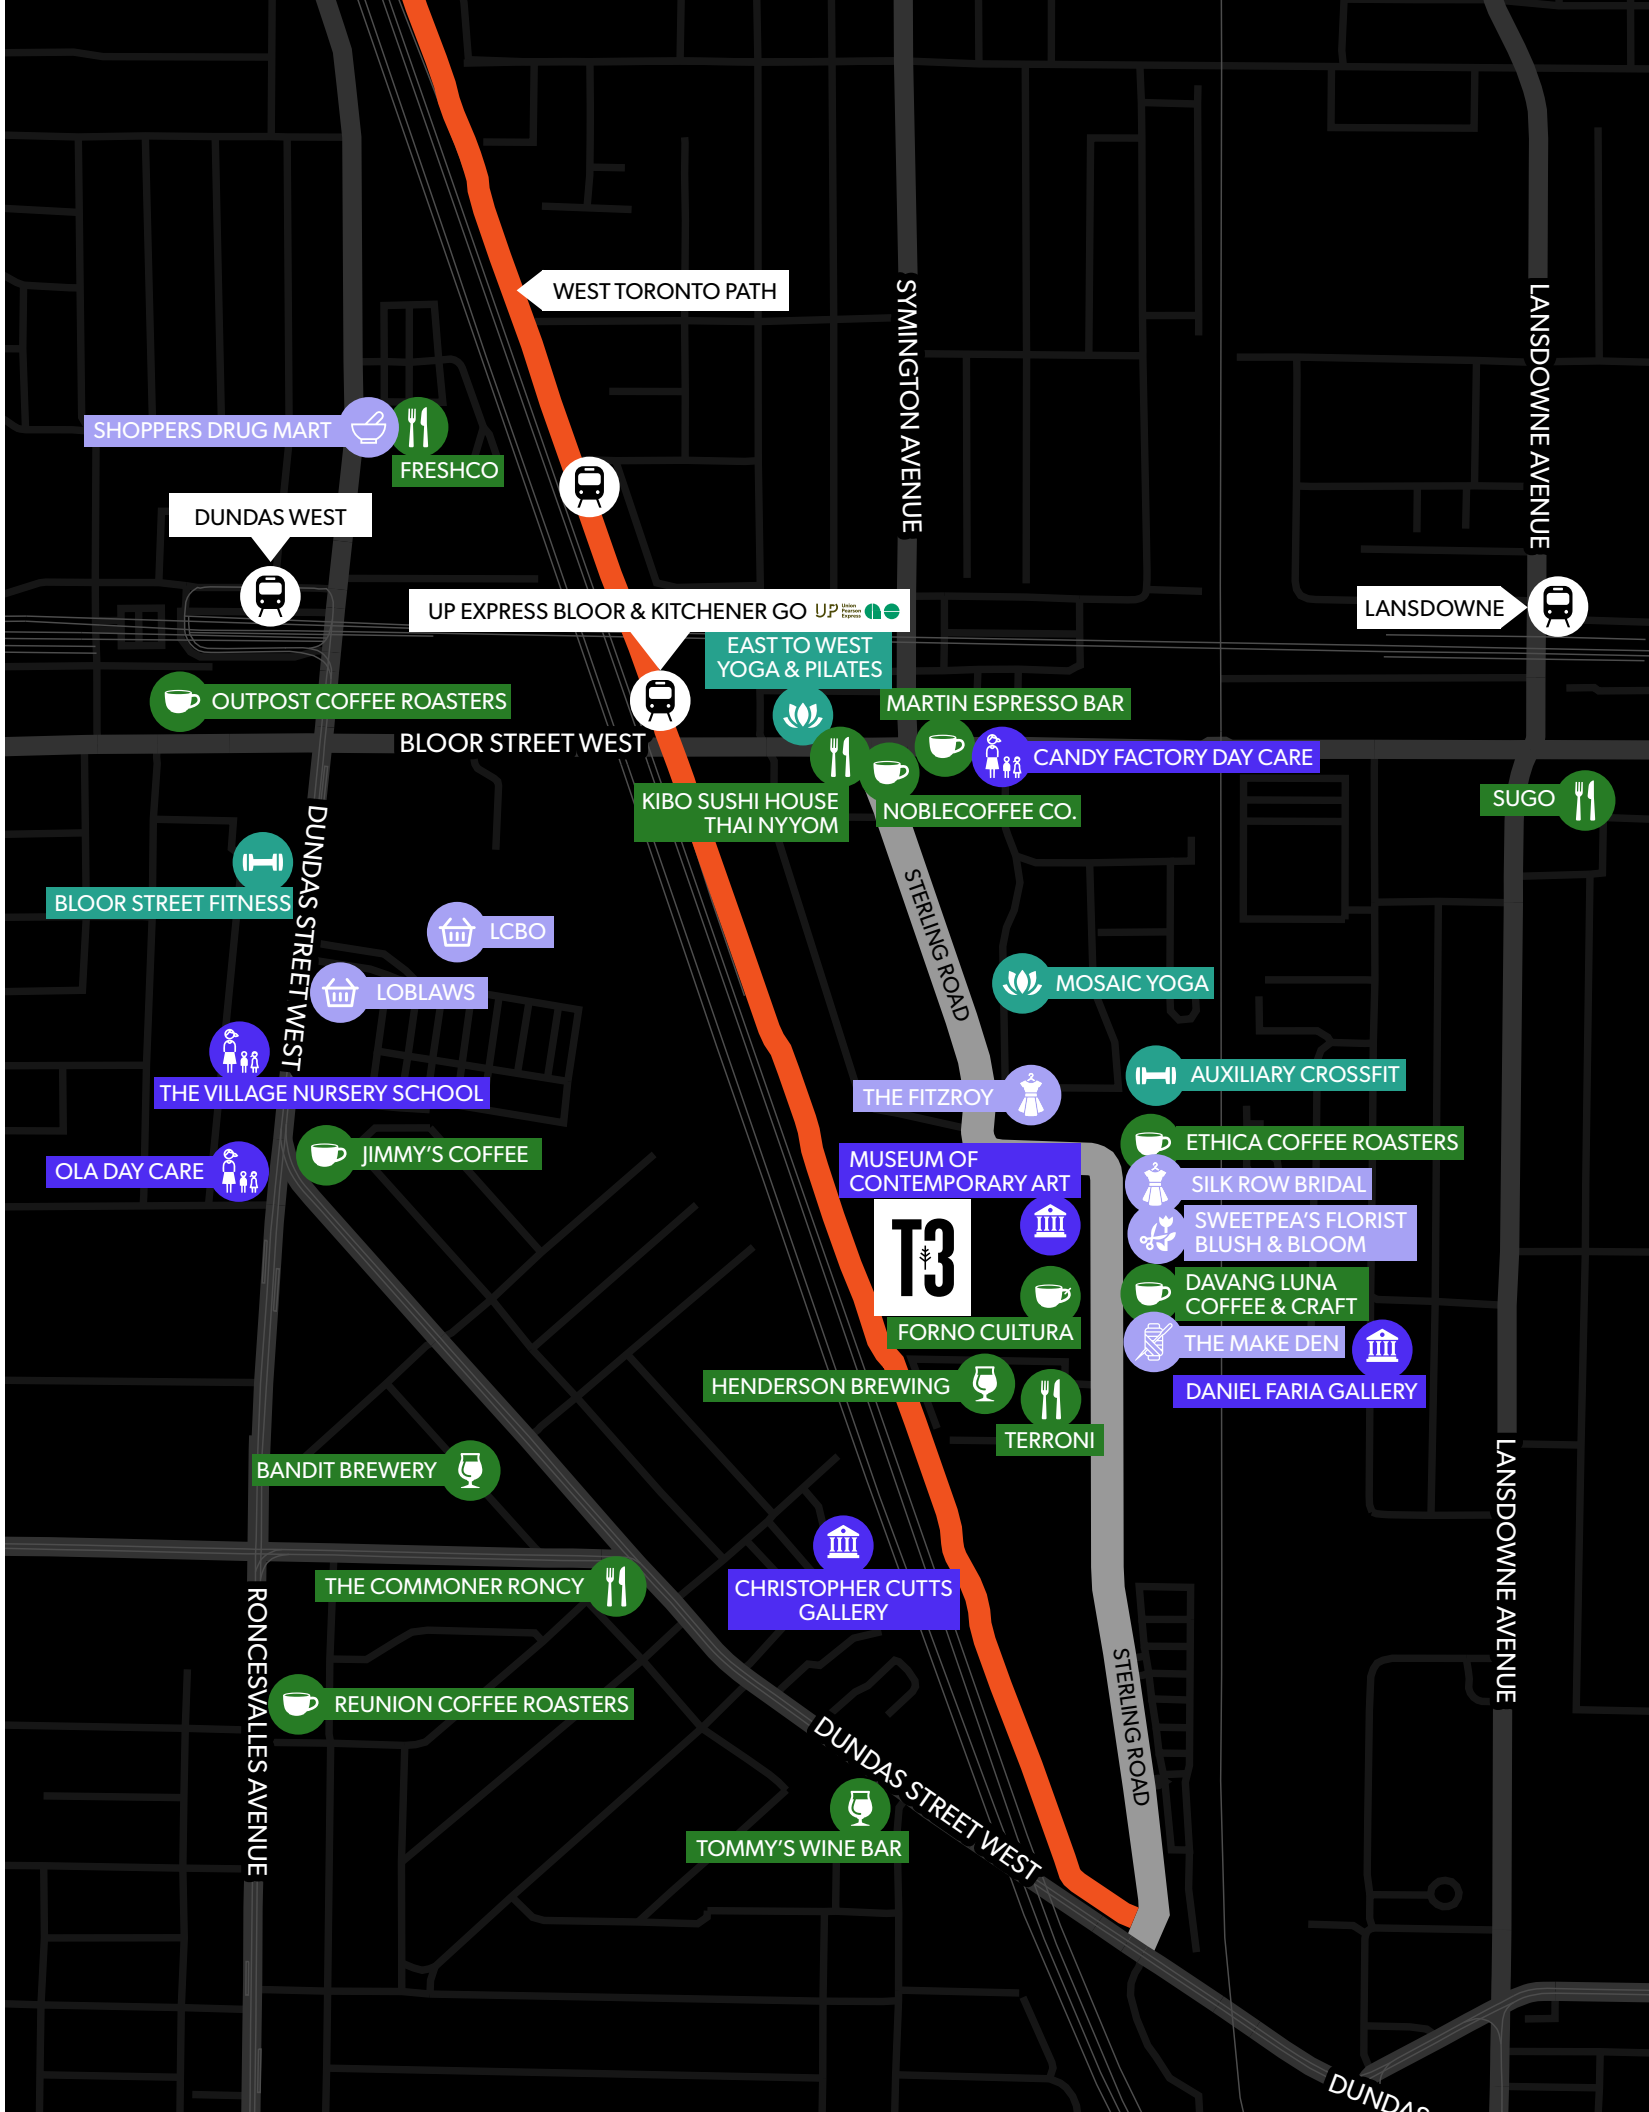 WEST TORONTO PATH
SYMINGTON AVENUE
LANSDOWNE AVENUE
SHOPPERS DRUG MART
FRESHCO
DUNDAS WEST
UP EXPRESS BLOOR & KITCHENER GO
UP
Union
Pearson
Express
GO
LANSDOWNE
EAST TO WEST
YOGA & PILATES
OUTPOST COFFEE ROASTERS
MARTIN ESPRESSO BAR
BLOOR STREET WEST
CANDY FACTORY DAY CARE
KIBO SUSHI HOUSE
THAI NYYOM
NOBLECOFFEE CO.
SUGO
DUNDAS STREET WEST
BLOOR STREET FITNESS
STERLING ROAD
LCBO
LOBLAWS
MOSAIC YOGA
THE VILLAGE NURSERY SCHOOL
AUXILIARY CROSSFIT
THE FITZROY
JIMMY'S COFFEE
ETHICA COFFEE ROASTERS
OLA DAY CARE
MUSEUM OF
CONTEMPORARY ART
SILK ROW BRIDAL
SWEETPEA'S FLORIST
BLUSH & BLOOM
T3
DAVANG LUNA
COFFEE & CRAFT
FORNO CULTURA
THE MAKE DEN
HENDERSON BREWING
DANIEL FARIA GALLERY
TERRONI
BANDIT BREWERY
LANSDOWNE AVENUE
THE COMMONER RONCY
CHRISTOPHER CUTTS
GALLERY
RONCESVALLES AVENUE
REUNION COFFEE ROASTERS
STERLING ROAD
DUNDAS STREET WEST
TOMMY'S WINE BAR
DUNDAS